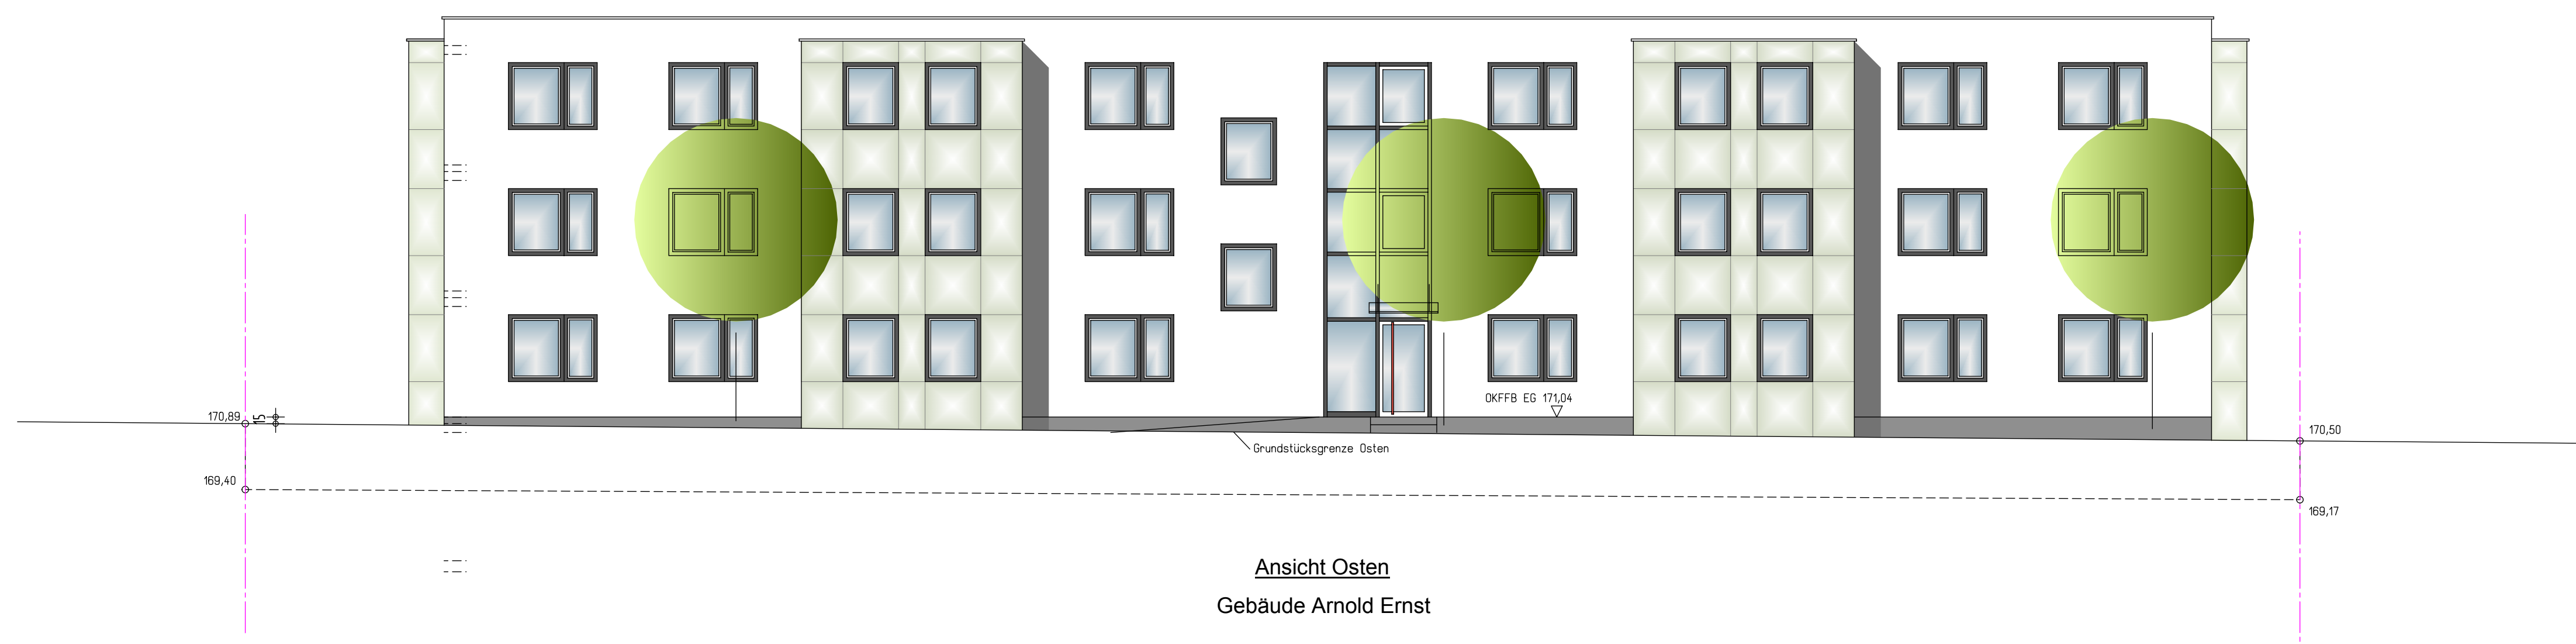 170,89
15
OKFFB EG 171,04
Grundstücksgrenze Osten
170,50
169,40
169,17
Ansicht Osten
Gebäude Arnold Ernst